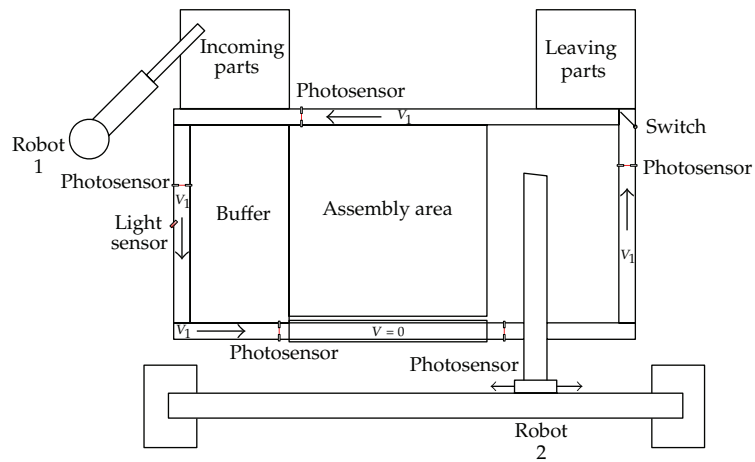 Incoming
parts
Leaving
parts
Photosensor
V1
Switch
Robot
1
Photosensor
Photosensor
V1
Light
sensor
Buffer
Assembly area
V1
V1
V = 0
Photosensor
Photosensor
Robot
2